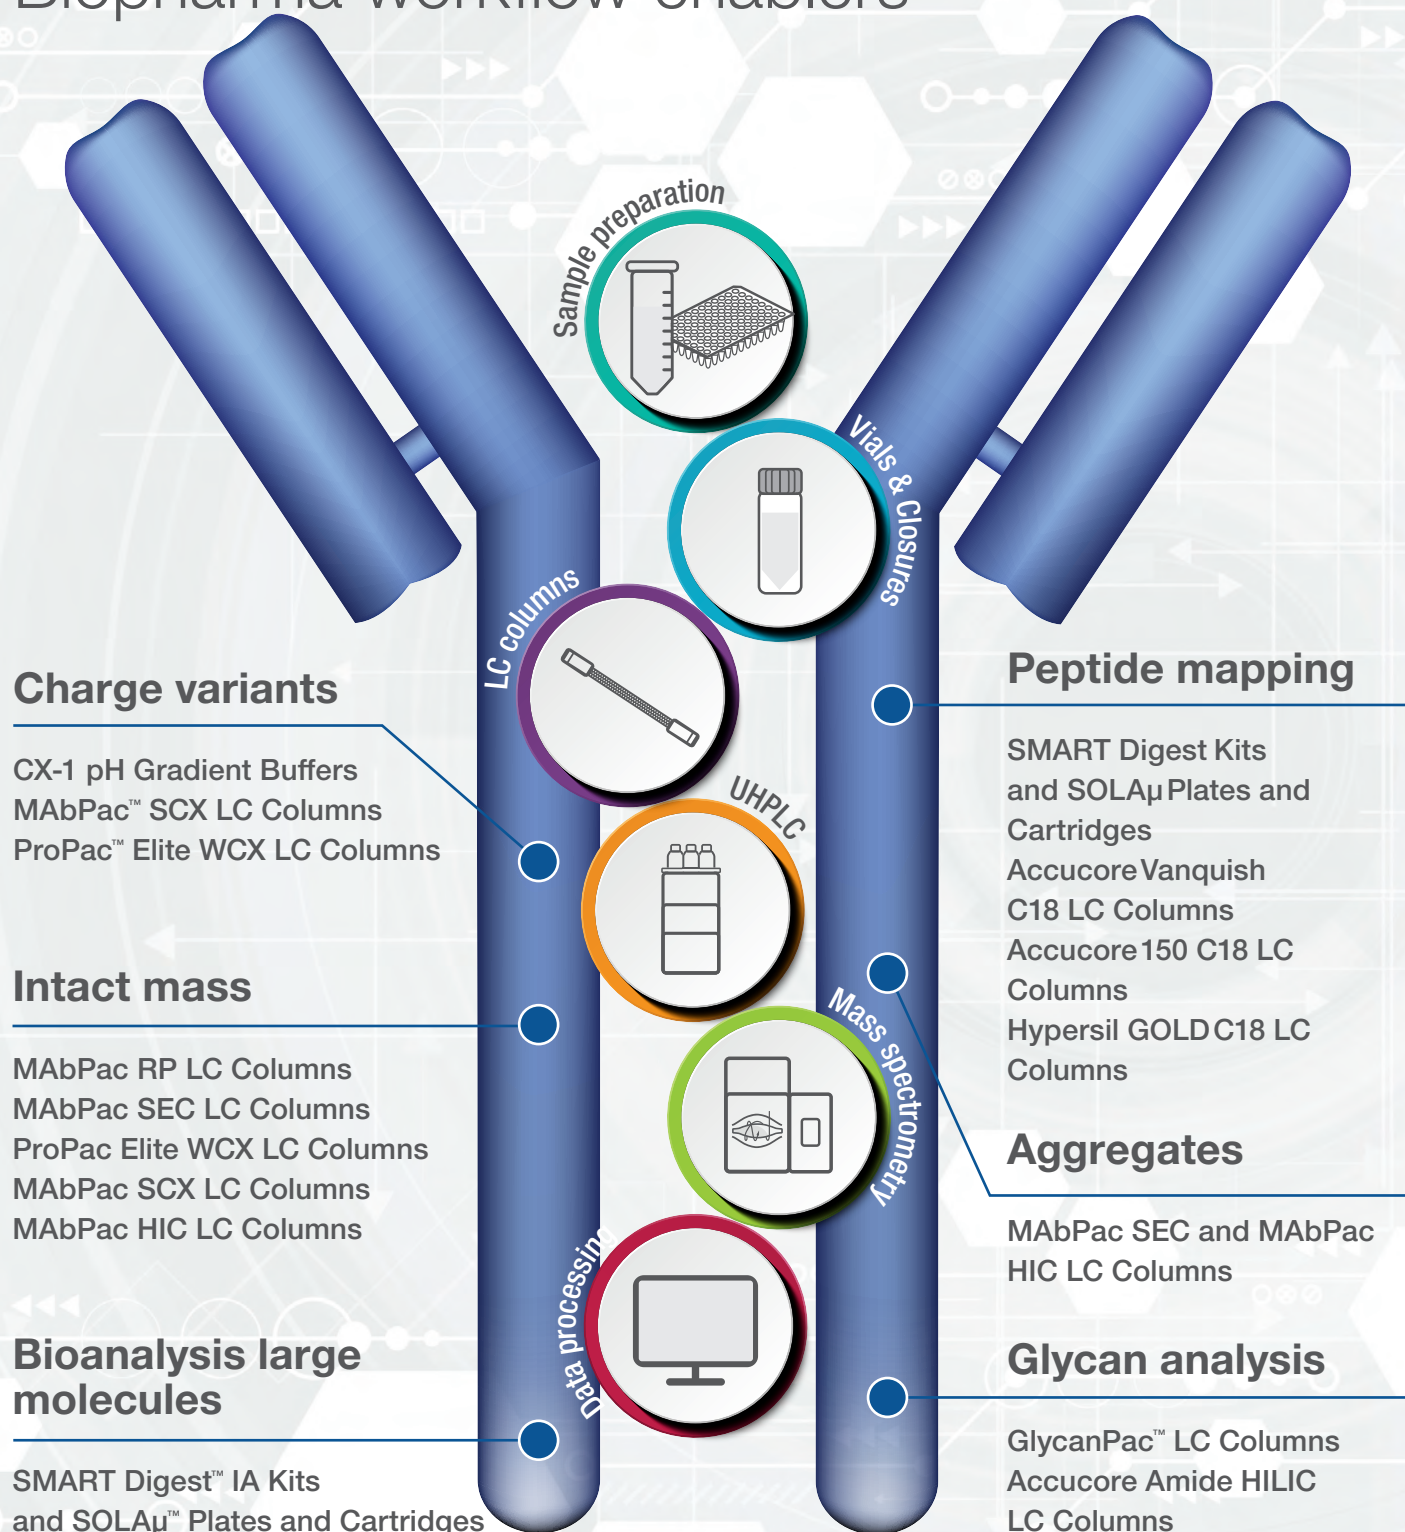 Biopharma workflow enablers
Sample preparation
Vials & Closures
LC columns
UHPLC
Mass spectrometry
Data processing
Charge variants
CX-1 pH Gradient Buffers
MAbPac™ SCX LC Columns
ProPac™ Elite WCX LC Columns
Intact mass
MAbPac RP LC Columns
MAbPac SEC LC Columns
ProPac Elite WCX LC Columns
MAbPac SCX LC Columns
MAbPac HIC LC Columns
Bioanalysis large
molecules
SMART Digest™ IA Kits
and SOLAµ™ Plates and Cartridges
Peptide mapping
SMART Digest Kits
and SOLAµ Plates and
Cartridges
Accucore Vanquish
C18 LC Columns
Accucore 150 C18 LC
Columns
Hypersil GOLD C18 LC
Columns
Aggregates
MAbPac SEC and MAbPac
HIC LC Columns
Glycan analysis
GlycanPac™ LC Columns
Accucore Amide HILIC
LC Columns